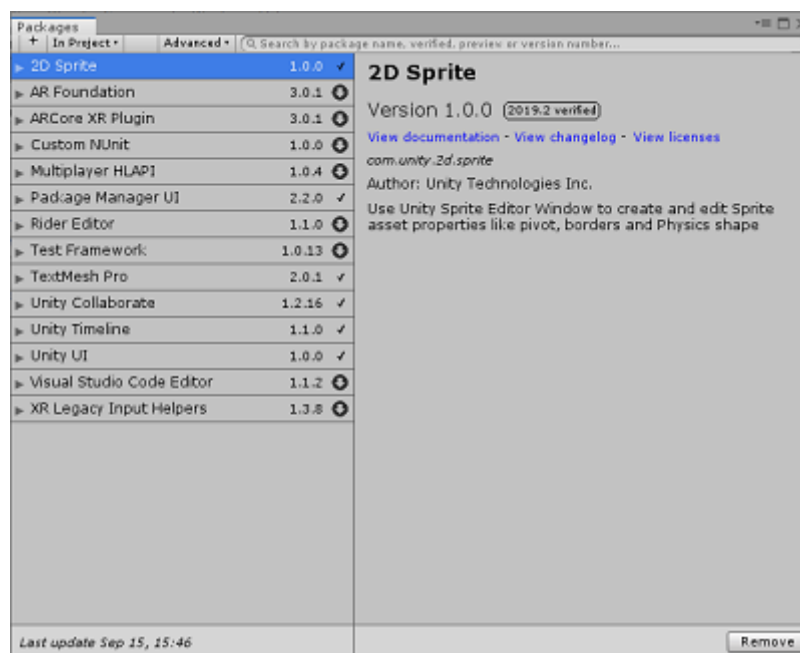 Packages
+ In Project Advanced Search by package name, verified, preview or version number...
2D Sprite 1.0.0
AR Foundation 3.0.1
ARCore XR Plugin 3.0.1
Custom NUnit 1.0.0
Multiplayer HLAPI 1.0.4
Package Manager UI 2.2.0
Rider Editor 1.1.0
Test Framework 1.0.13
TextMesh Pro 2.0.1
Unity Collaborate 1.2.16
Unity Timeline 1.1.0
Unity UI 1.0.0
Visual Studio Code Editor 1.1.2
XR Legacy Input Helpers 1.3.8
Last update Sep 15, 15:46
2D Sprite
Version 1.0.0 2019.2 verified
View documentation - View changelog - View licenses
com.unity.2d.sprite
Author: Unity Technologies Inc.
Use Unity Sprite Editor Window to create and edit Sprite
asset properties like pivot, borders and Physics shape
Remove